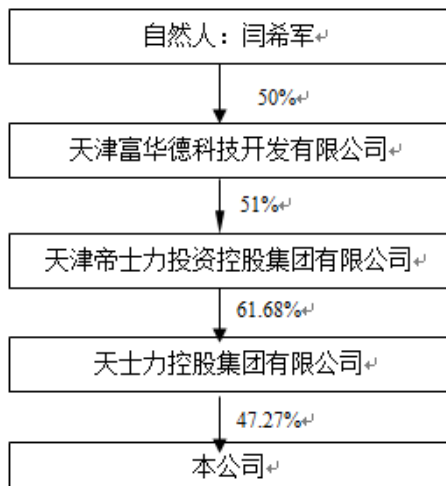 自然人：闫希军
50%
天津富华德科技开发有限公司
51%
天津帝士力投资控股集团有限公司
61.68%
天士力控股集团有限公司
47.27%
本公司